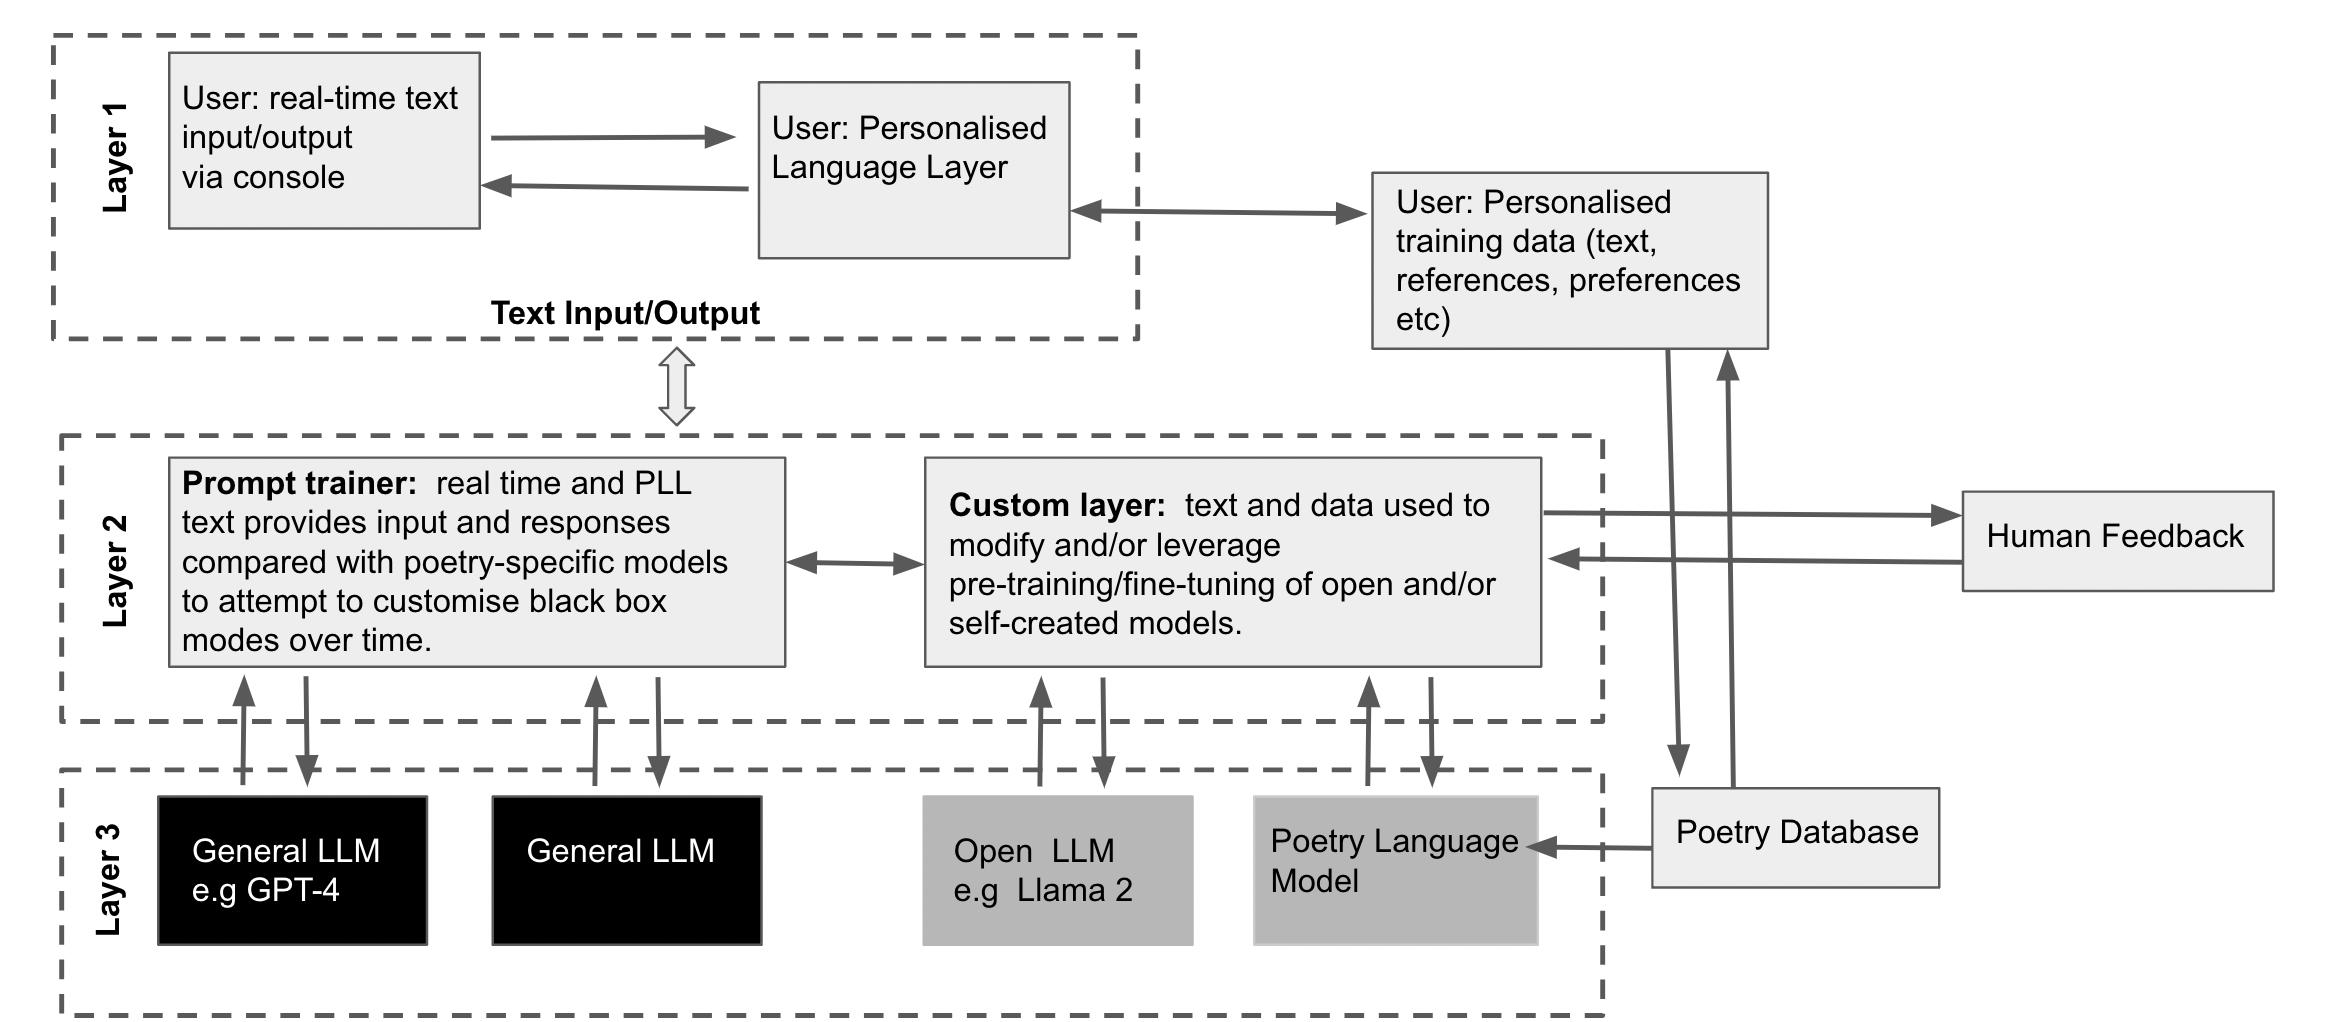 Layer 1
User: real-time text
input/output
via console
User: Personalised
Language Layer
Text Input/Output
User: Personalised
training data (text,
references, preferences
etc)
Layer 2
Prompt trainer:  real time and PLL
text provides input and responses
compared with poetry-specific models
to attempt to customise black box
modes over time.
Custom layer:  text and data used to
modify and/or leverage
pre-training/fine-tuning of open and/or
self-created models.
Human Feedback
Layer 3
General LLM
e.g GPT-4
General LLM
Open  LLM
e.g  Llama 2
Poetry Language
Model
Poetry Database